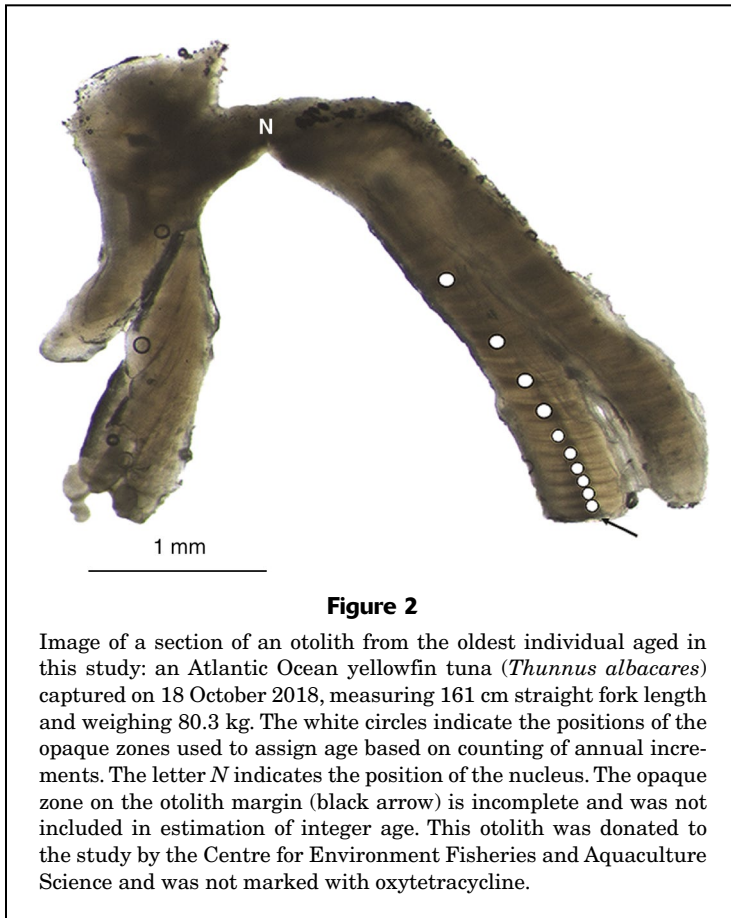 N
1 mm
Figure 2
Image of a section of an otolith from the oldest individual aged in
this study: an Atlantic Ocean yellowfin tuna (Thunnus albacares)
captured on 18 October 2018, measuring 161 cm straight fork length
and weighing 80.3 kg. The white circles indicate the positions of the
opaque zones used to assign age based on counting of annual incre-
ments. The letter N indicates the position of the nucleus. The opaque
zone on the otolith margin (black arrow) is incomplete and was not
included in estimation of integer age. This otolith was donated to
the study by the Centre for Environment Fisheries and Aquaculture
Science and was not marked with oxytetracycline.